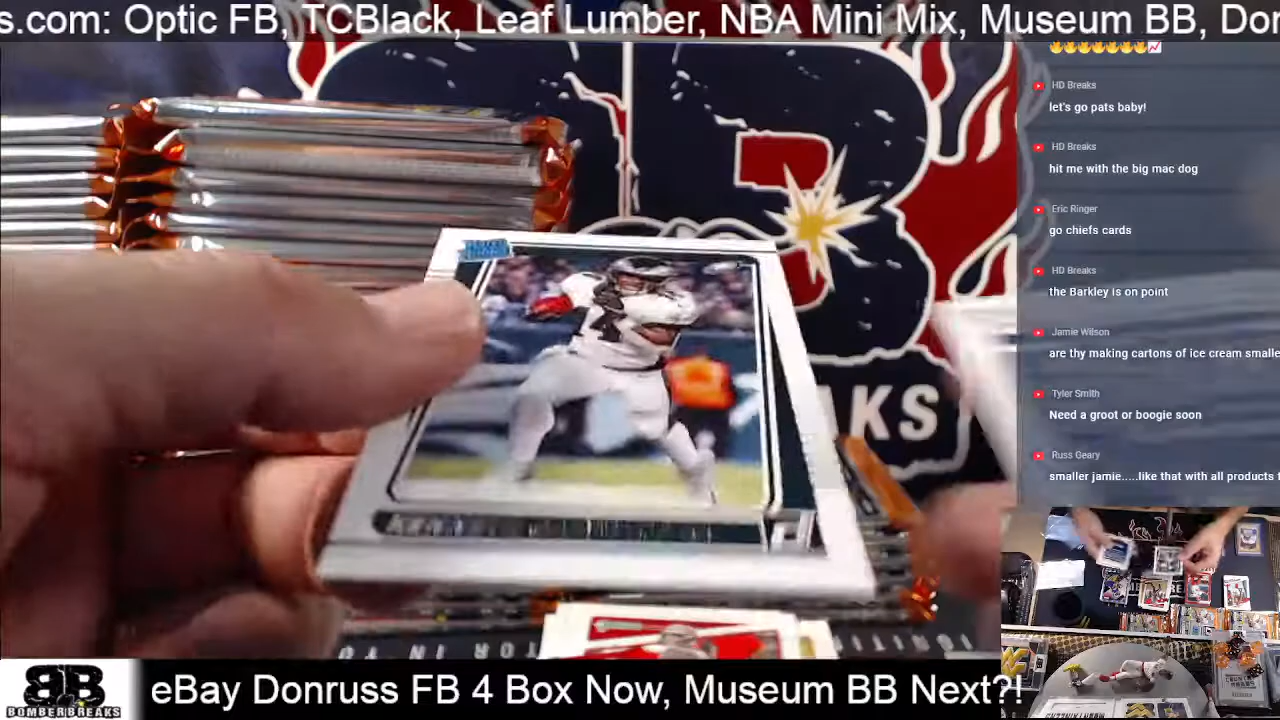 s.com: Optic FB, TCBlack, Leaf Lumber, NBA Mini Mix, Museum BB, Dor
HD Breaks
let's go pats baby!
HD Breaks
hit me with the big mac dog
Eric Ringer
go chiefs cards
HD Breaks
the Barkley is on point
Jamie Wilson
are thy making cartons of ice cream smalle
Tyler Smith
Need a groot or boogie soon
Russ Geary
smaller jamie.....like that with all products t
AKS
BB
BOMBERBREAKS
eBay Donruss FB 4 Box Now, Museum BB Next?!